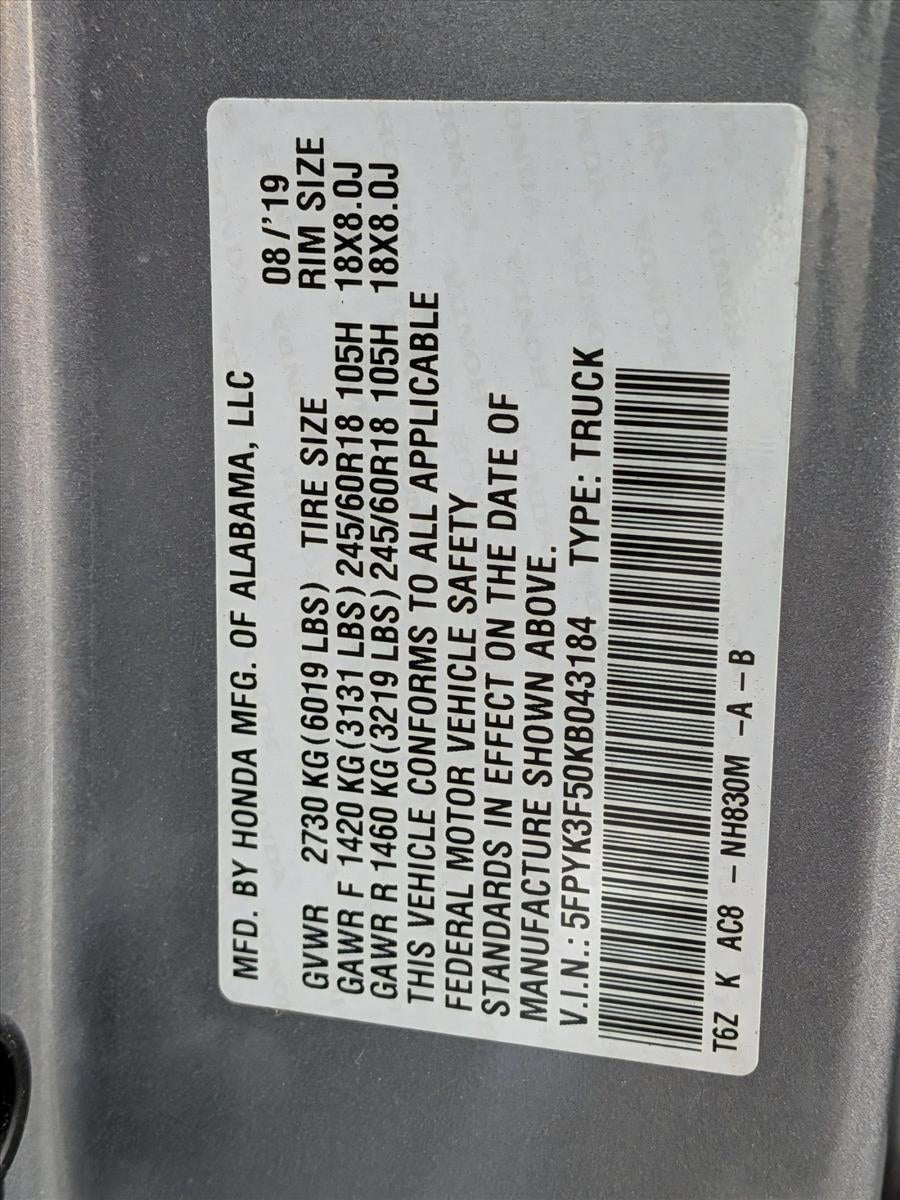 MFD. BY HONDA MFG. OF ALABAMA, LLC 08/'19
GVWR 2730 KG(6019 LBS) TIRE SIZE RIM SIZE
GAWR F 1420 KG(3131 LBS) 245/60R18 105H 18X8.0J
GAWR R 1460 KG(3219 LBS) 245/60R18 105H 18X8.0J
THIS VEHICLE CONFORMS TO ALL APPLICABLE
FEDERAL MOTOR VEHICLE SAFETY
STANDARDS IN EFFECT ON THE DATE OF
MANUFACTURE SHOWN ABOVE.
V.I.N.: 5FPYK3F50KB043184 TYPE: TRUCK
T6Z K AC8 - NH830M -A -B